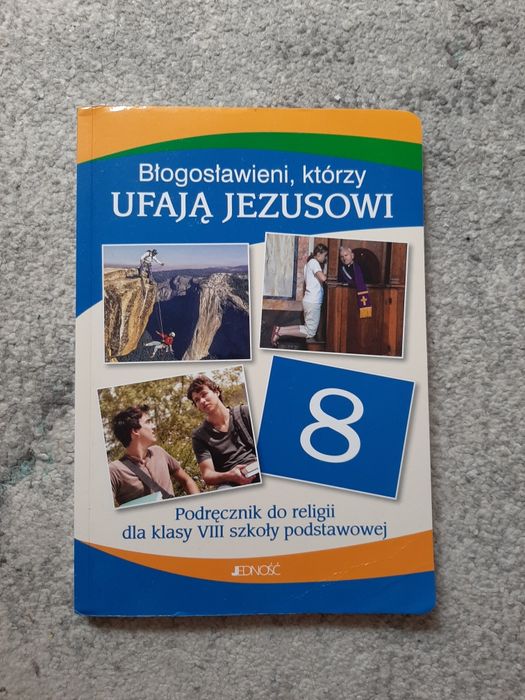 Błogosławieni, którzy
UFAJĄ JEZUSOWI
8
Podręcznik do religii
dla klasy VIII szkoły podstawowej
JEDNOŚĆ